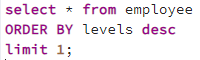 select * from employee
ORDER BY levels desc
limit 1;